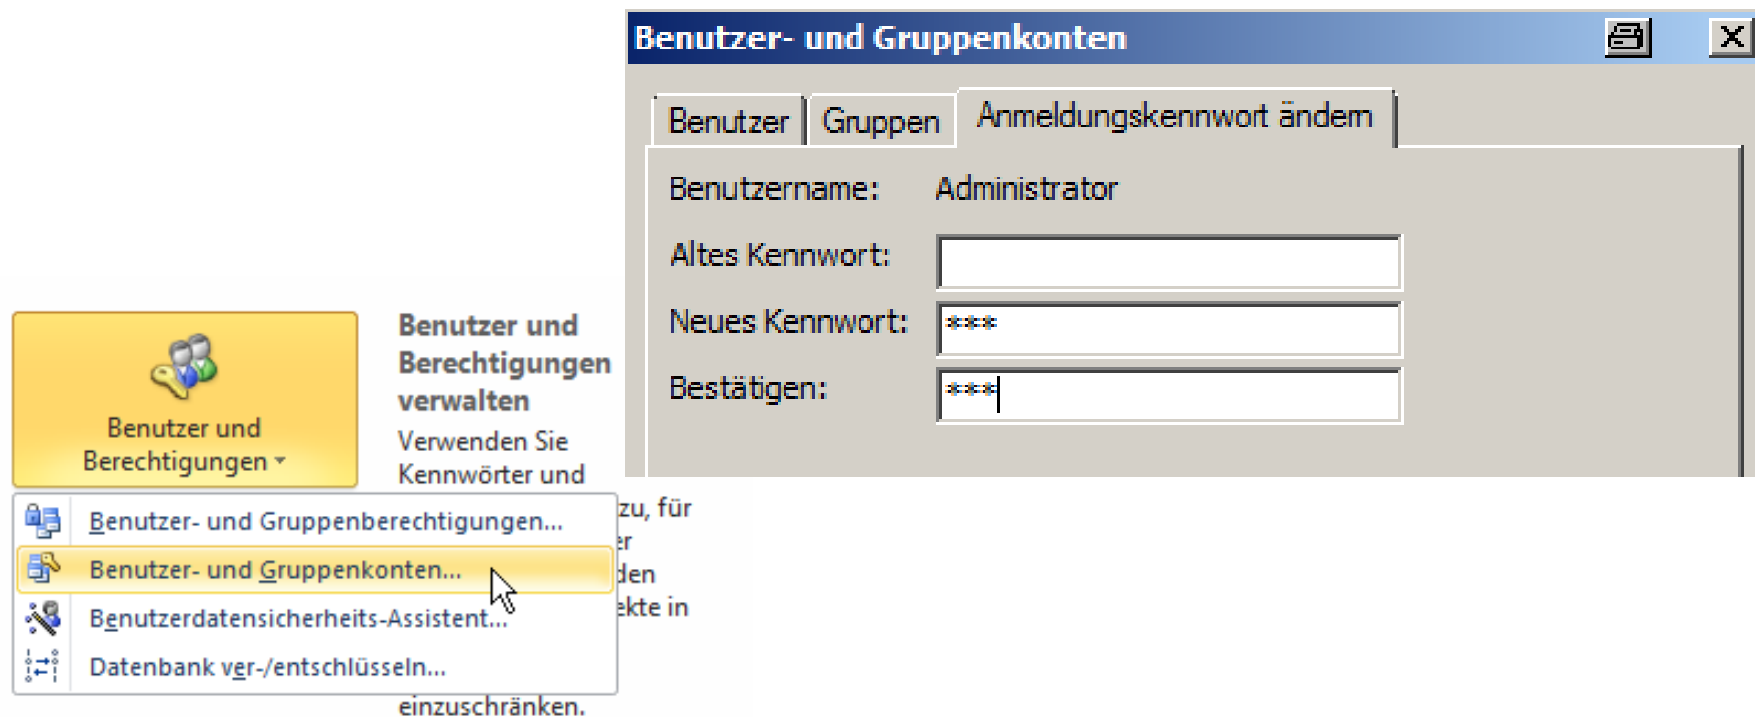 Benutzer- und Gruppenkonten
Benutzer
Gruppen
Anmeldungskennwort ändern
Benutzername: Administrator
Altes Kennwort:
Neues Kennwort: ***
Bestätigen: ***
Benutzer und
Berechtigungen
Benutzer und
Berechtigungen
verwalten
Verwenden Sie
Kennwörter und
zu, für
er
den
ekte in
einzuschränken.
Benutzer- und Gruppenberechtigungen...
Benutzer- und Gruppenkonten...
Benutzerdatensicherheits-Assistent...
Datenbank ver-/entschlüsseln...